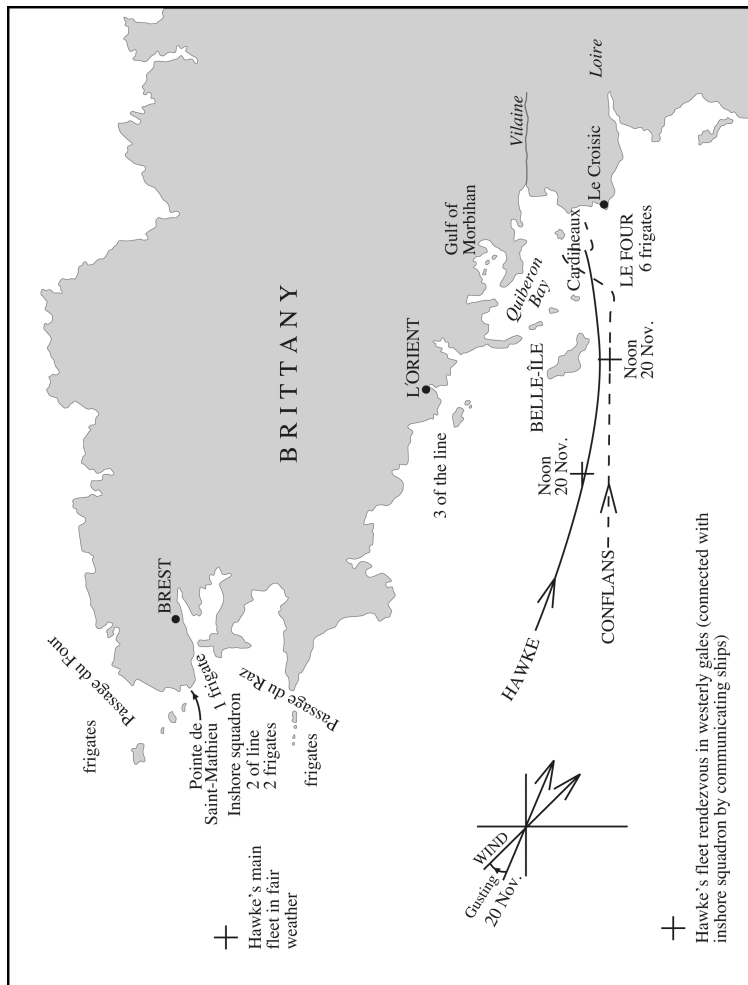 Passage du Four
frigates
BREST
Pointe de
Saint-Mathieu
1 frigate
Inshore squadron
2 of line
2 frigates
Passage du Raz
frigates
Hawke's main
fleet in fair
weather
BRITTANY
L'ORIENT
3 of the line
Gulf of
Morbihan
Quiberon
Bay
Vilaine
Loire
Le Croisic
Cardineaux
LE FOUR
6 frigates
BELLE-ÎLE
Noon
20 Nov.
Noon
20 Nov.
HAWKE
CONFLANS
WIND
Gusting
20 Nov.
Hawke's fleet rendezvous in westerly gales (connected with
inshore squadron by communicating ships)